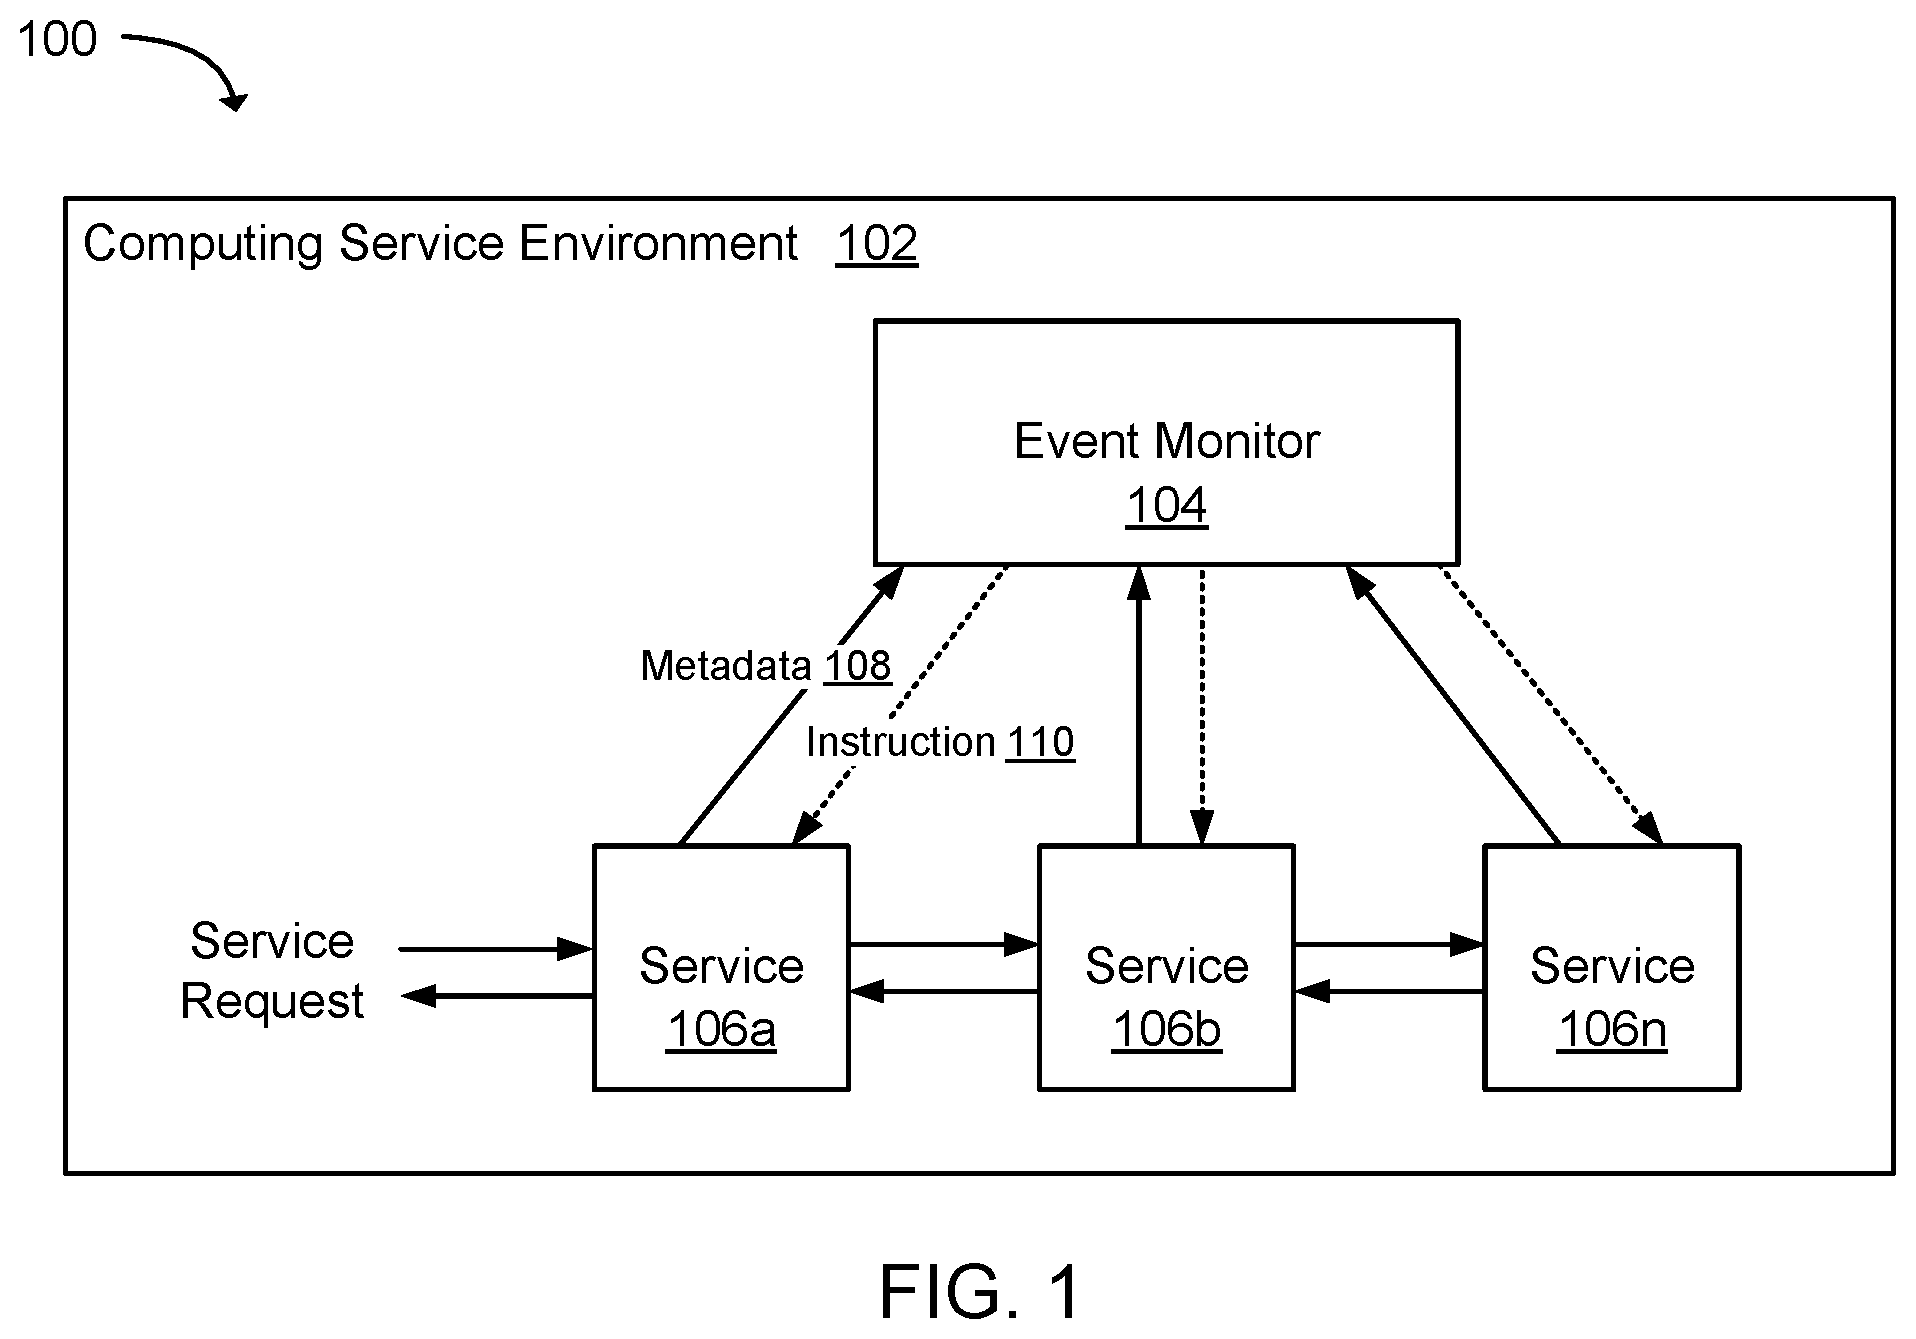 100
Computing Service Environment 102
Event Monitor
104
Metadata 108
Instruction 110
Service
Request
Service
106a
Service
106b
Service
106n
FIG. 1